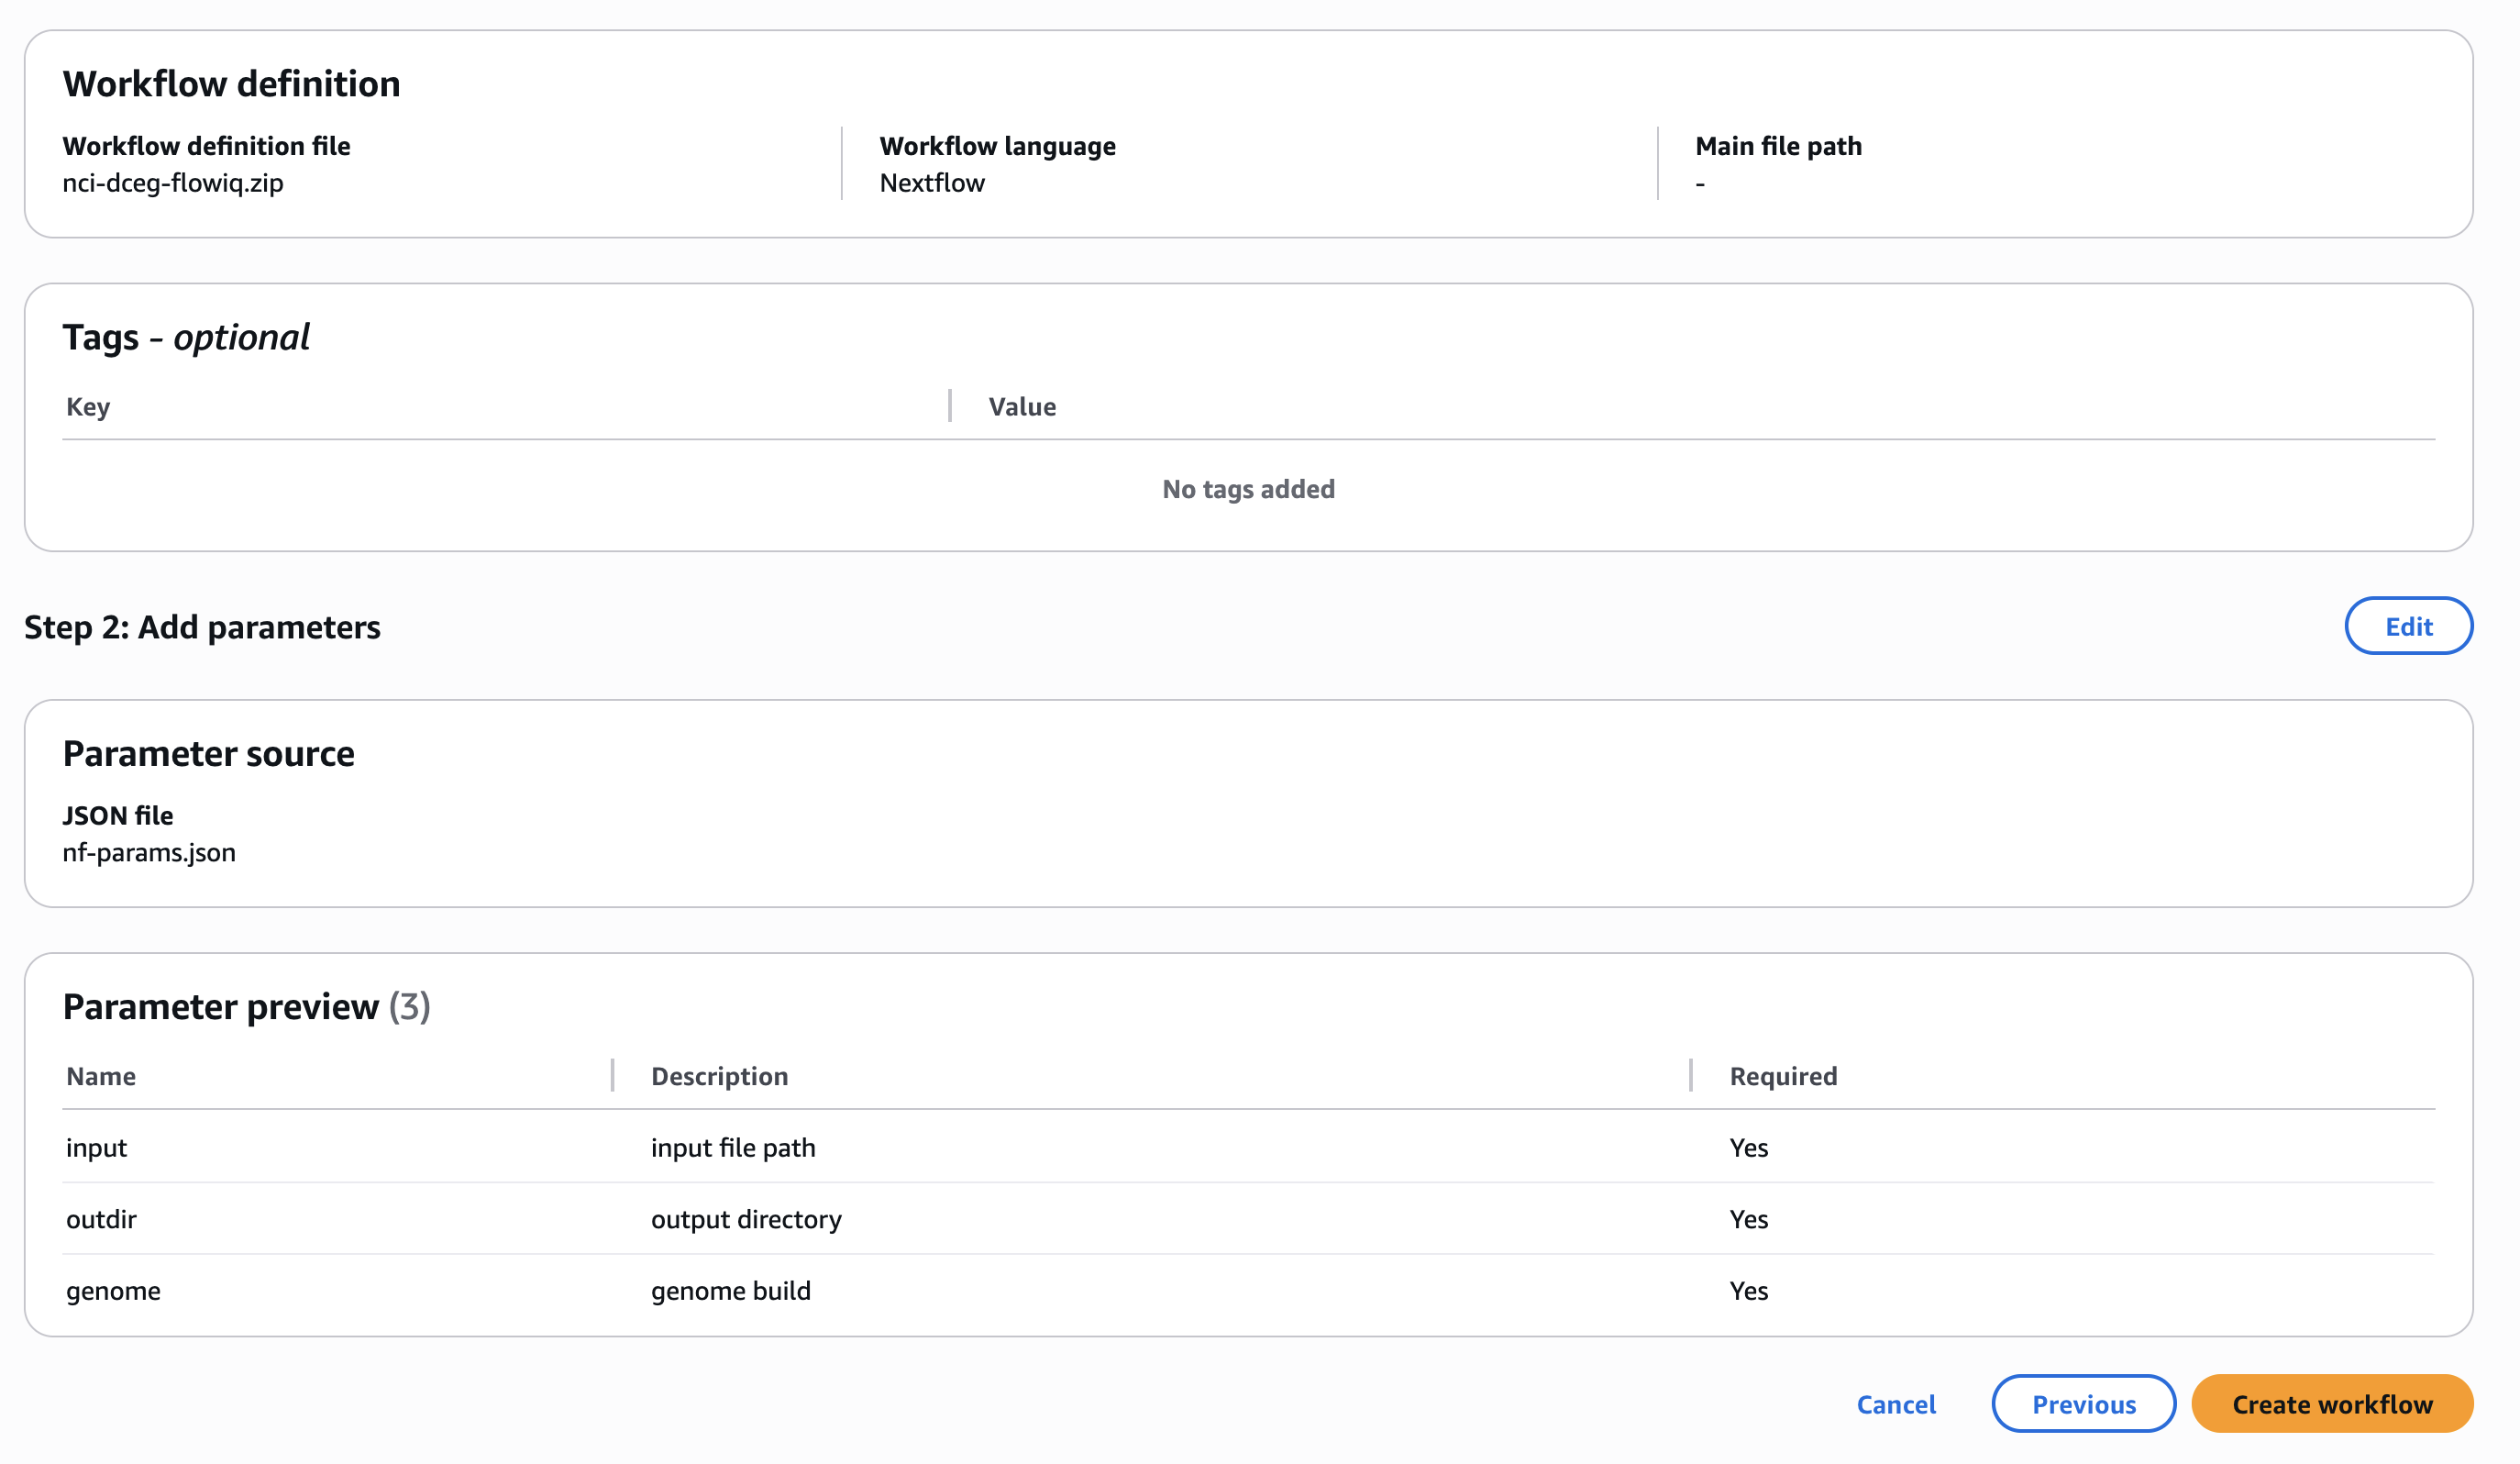 Workflow definition
Workflow definition file
nci-dceg-flowiq.zip
Workflow language
Nextflow
Main file path
-
Tags - optional
Key
Value
No tags added
Step 2: Add parameters
Edit
Parameter source
JSON file
nf-params.json
Parameter preview (3)
Name Description Required
input input file path Yes
outdir output directory Yes
genome genome build Yes
Cancel Previous Create workflow